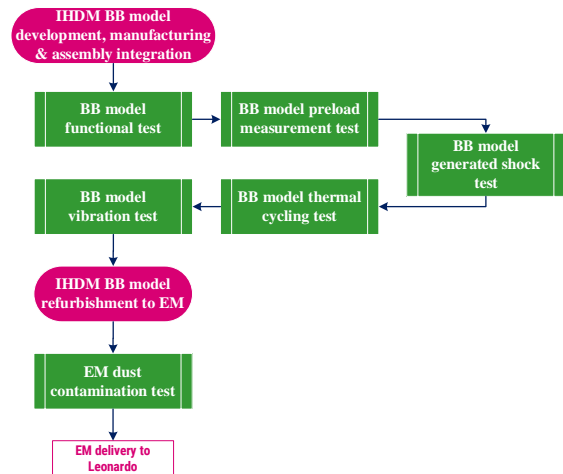 IHDM BB model
development, manufacturing
& assembly integration
BB model
functional test
BB model preload
measurement test
BB model
generated shock
test
BB model thermal
cycling test
BB model
vibration test
IHDM BB model
refurbishment to EM
EM dust
contamination test
EM delivery to
Leonardo